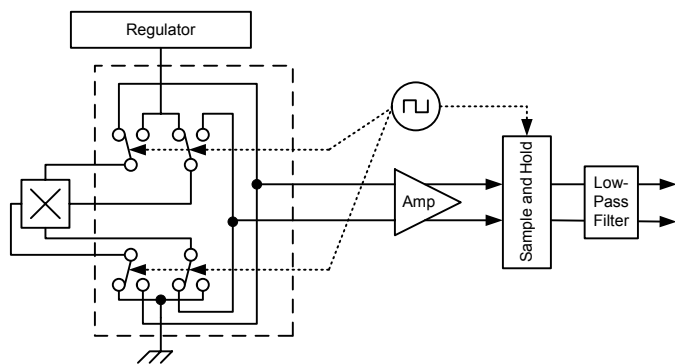 Regulator
Amp
Sample and Hold
Low-
Pass
Filter